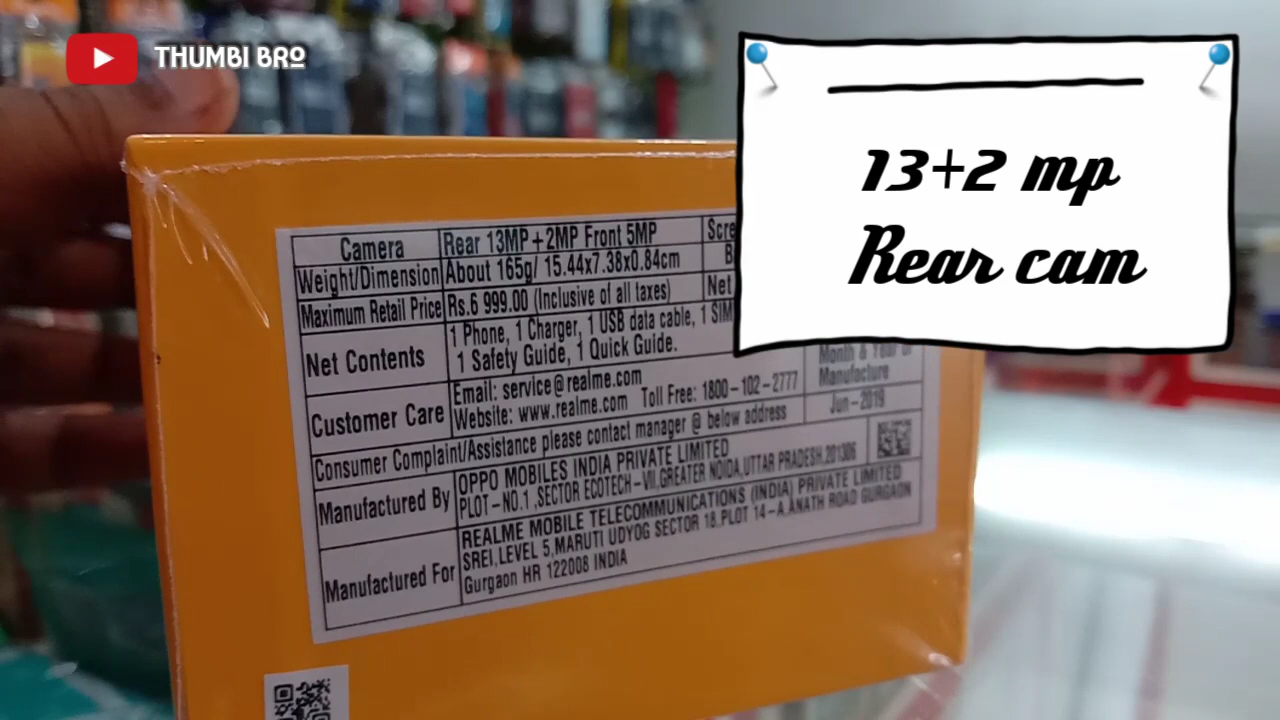 THUMBI BRO
13+2 mp
Rear cam
Camera Rear 13MP+2MP Front 5MP
Weight/Dimension About 165g/ 15.44x7.38x0.84cm
Maximum Retail Price Rs.6 999.00 (Inclusive of all taxes) Net
Net Contents 1 Phone, 1 Charger, 1 USB data cable, 1 SIM
1 Safety Guide, 1 Quick Guide.
Month & Year of
Manufacture
Customer Care Email: service@realme.com
Website: www.realme.com Toll Free: 1800-102-2777
Jun-2019
Consumer Complaint/Assistance please contact manager @ below address
Manufactured By OPPO MOBILES INDIA PRIVATE LIMITED
PLOT-NO.1 ,SECTOR ECOTECH-VII,GREATER NOIDA,UTTAR PRADESH,201306
Manufactured For REALME MOBILE TELECOMMUNICATIONS (INDIA) PRIVATE LIMITED
SREI,LEVEL 5,MARUTI UDYOG SECTOR 18,PLOT 14-A,ANATH ROAD GURGAON
Gurgaon HR 122008 INDIA